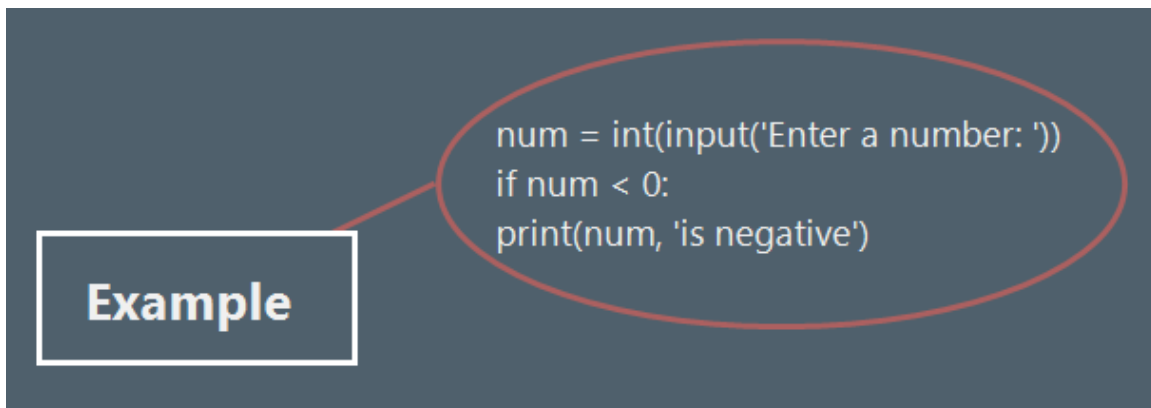 num = int(input('Enter a number: '))
if num < 0:
print(num, 'is negative')
Example